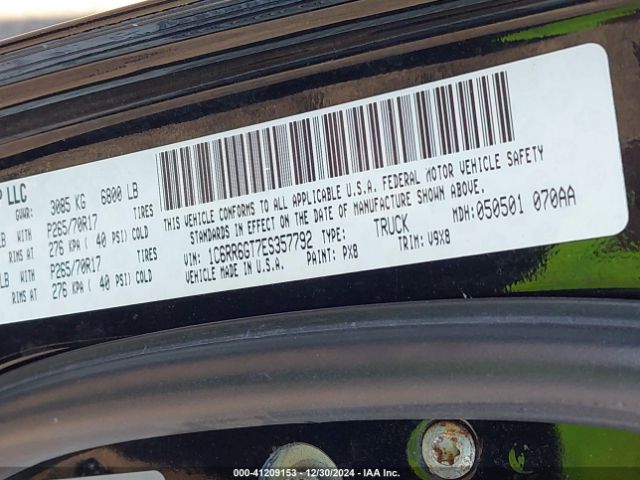 P LLC
GVWR: 3085 KG 6800 LB
LB WITH P265/70R17 TIRES
RIMS AT 276 KPA ( 40 PSI) COLD
LB WITH P265/70R17 TIRES
RIMS AT 276 KPA ( 40 PSI) COLD
THIS VEHICLE CONFORMS TO ALL APPLICABLE U.S.A. FEDERAL MOTOR VEHICLE SAFETY
STANDARDS IN EFFECT ON THE DATE OF MANUFACTURE SHOWN ABOVE.
VIN: 1C6RR6GT7ES357792 TYPE: TRUCK MDH:050501 070AA
VEHICLE MADE IN U.S.A. PAINT: PX8 TRIM: V9X8
000-41209153 - 12/30/2024 - IAA Inc.